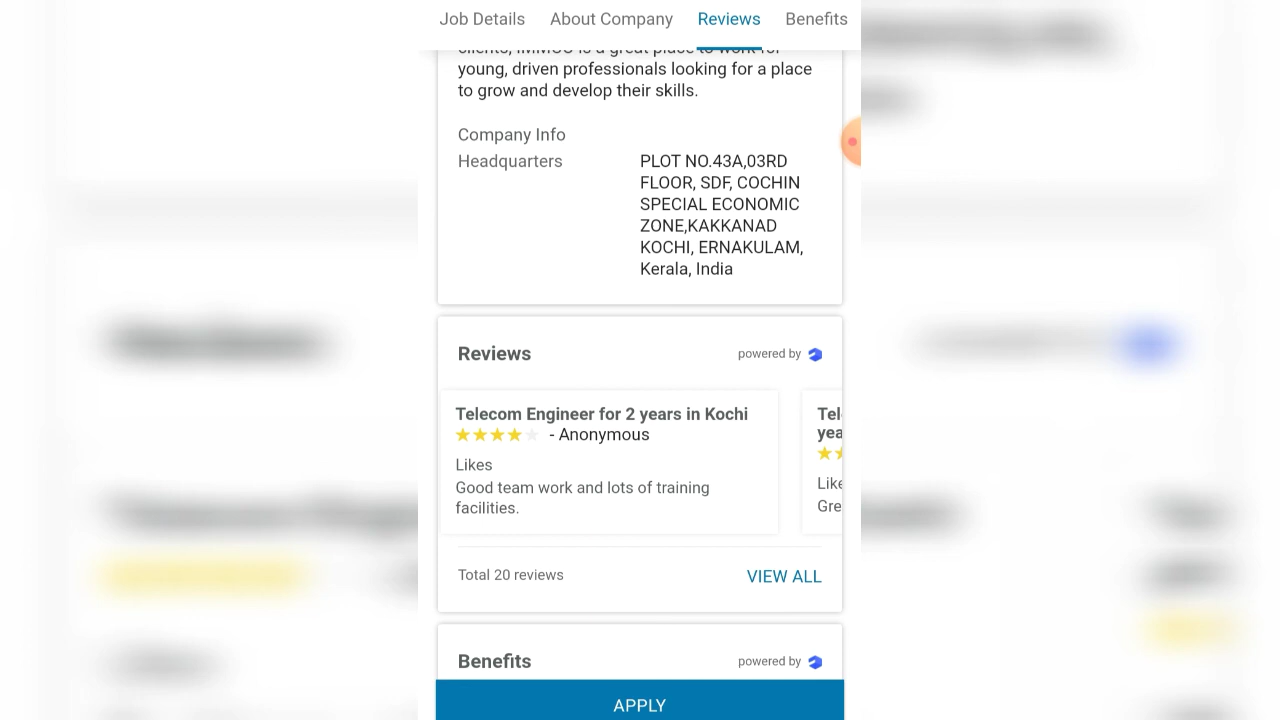 Job Details About Company Reviews Benefits
young, driven professionals looking for a place
to grow and develop their skills.
Company Info
Headquarters
PLOT NO.43A,03RD
FLOOR, SDF, COCHIN
SPECIAL ECONOMIC
ZONE,KAKKANAD
KOCHI, ERNAKULAM,
Kerala, India
Reviews
powered by
Telecom Engineer for 2 years in Kochi
- Anonymous
Likes
Good team work and lots of training
facilities.
Total 20 reviews
VIEW ALL
Benefits
powered by
APPLY